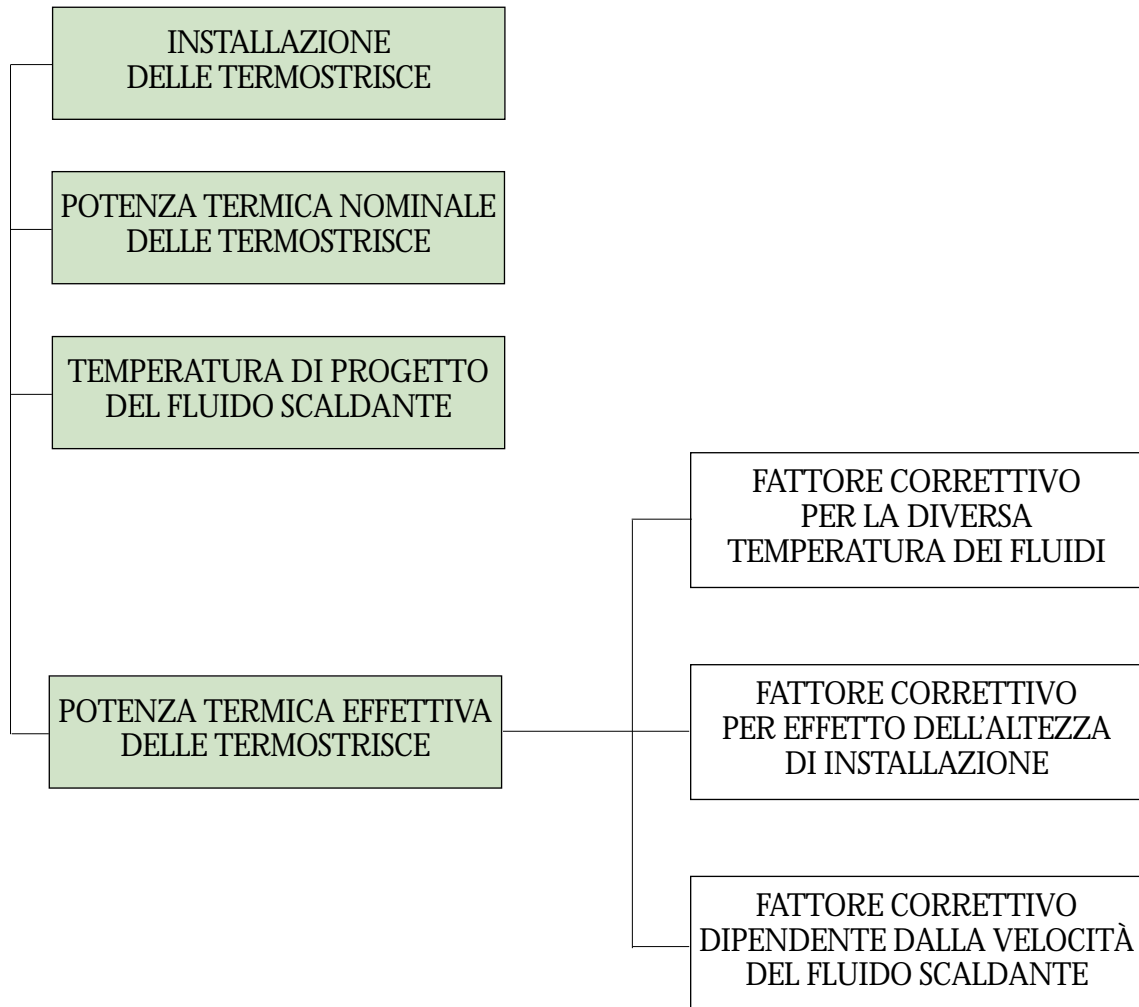 INSTALLAZIONE
DELLE TERMOSTRISCE
POTENZA TERMICA NOMINALE
DELLE TERMOSTRISCE
TEMPERATURA DI PROGETTO
DEL FLUIDO SCALDANTE
POTENZA TERMICA EFFETTIVA
DELLE TERMOSTRISCE
FATTORE CORRETTIVO
PER LA DIVERSA
TEMPERATURA DEI FLUIDI
FATTORE CORRETTIVO
PER EFFETTO DELL'ALTEZZA
DI INSTALLAZIONE
FATTORE CORRETTIVO
DIPENDENTE DALLA VELOCITÀ
DEL FLUIDO SCALDANTE